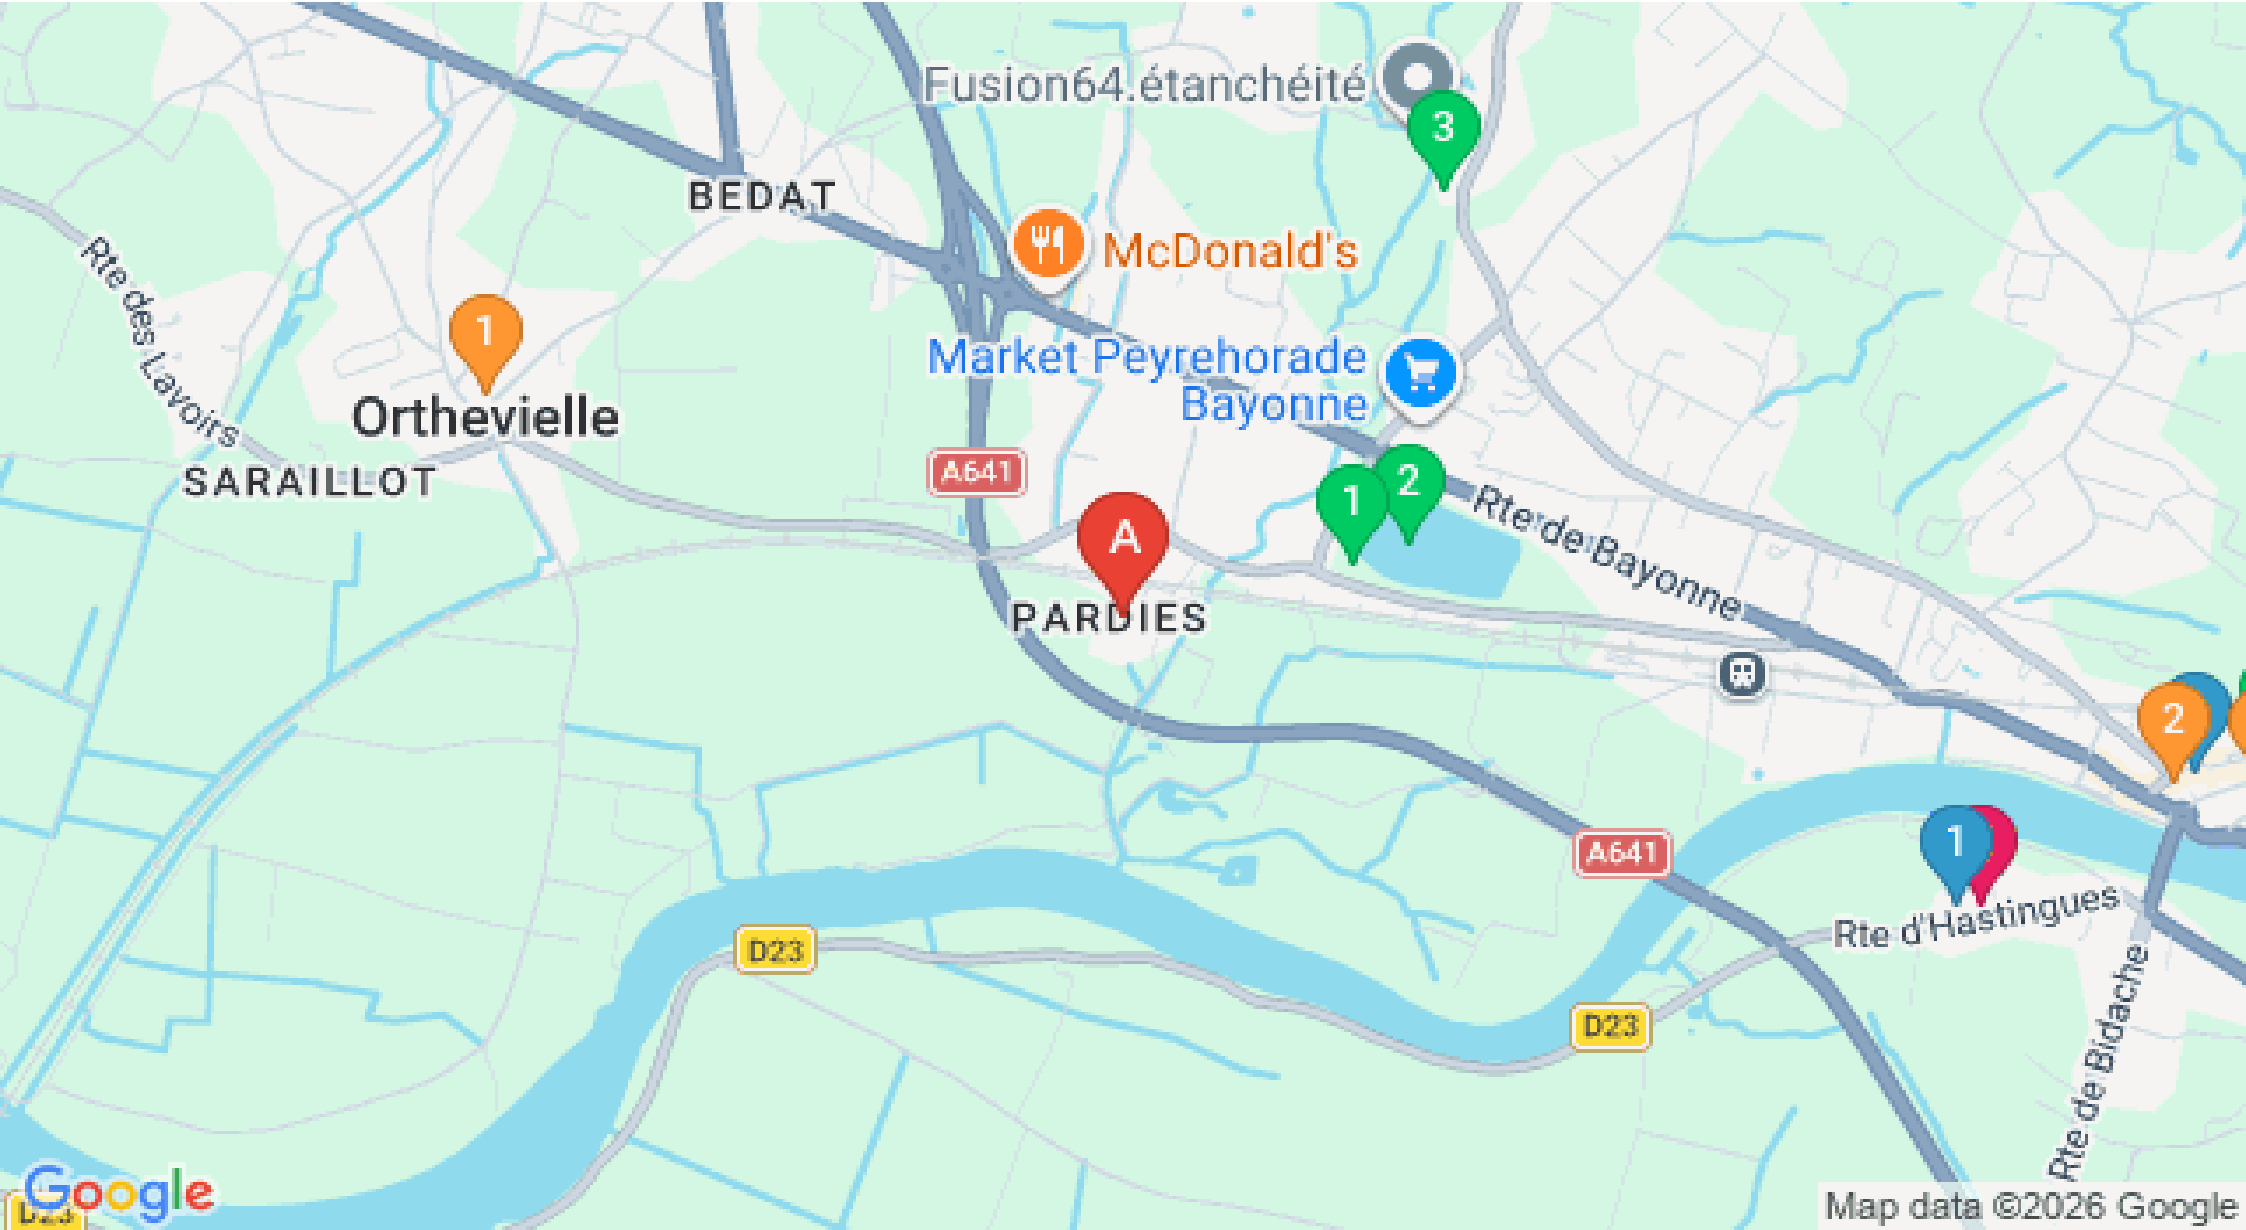 Fusion64.étanchéité
3
BEDAT
McDonald's
Rte des Lavoirs
1
Market Peyrehorade
Bayonne
Orthevielle
SARAILLOT
A641
1
2
A
Rte de Bayonne
PARDIES
2
1
A641
Rte d'Hastingues
D23
D23
Rte de Bidache
Google
D23
Map data ©2026 Google